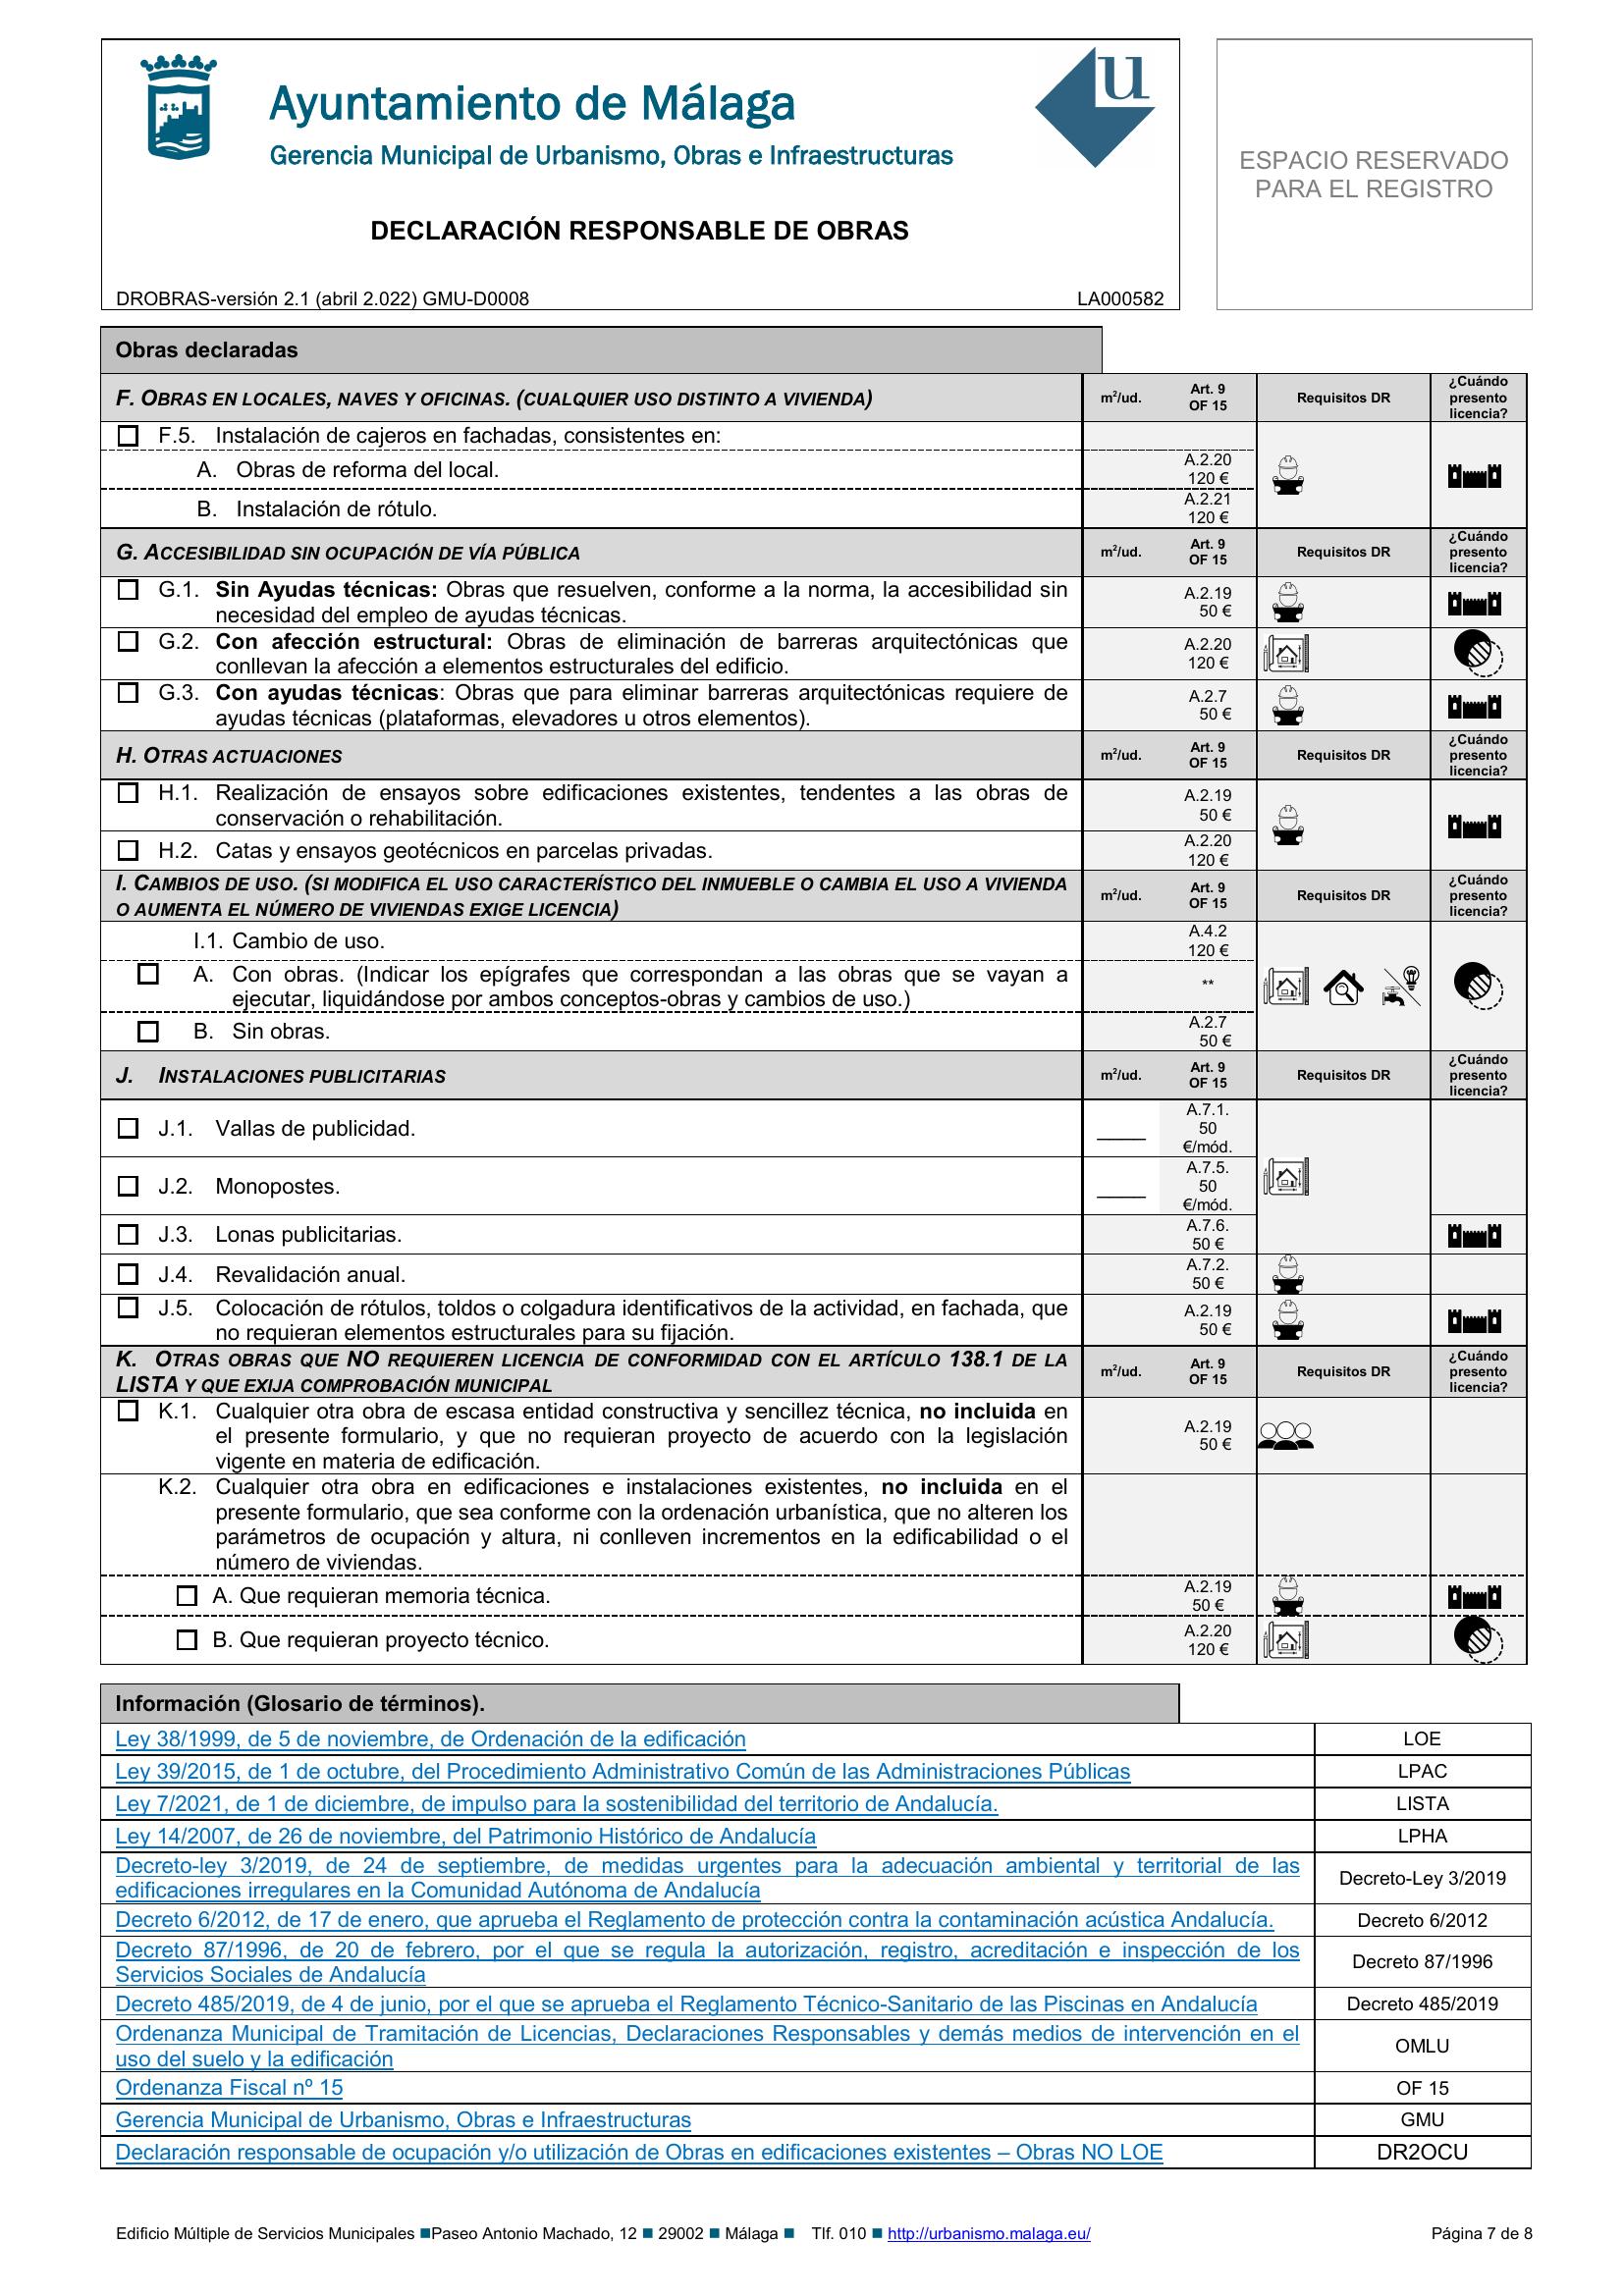 Ayuntamiento de Málaga
Gerencia Municipal de Urbanismo, Obras e Infraestructuras
u
DECLARACIÓN RESPONSABLE DE OBRAS
DROBRAS-versión 2.1 (abril 2.022) GMU-D0008 LA000582
ESPACIO RESERVADO
PARA EL REGISTRO
Obras declaradas
F. OBRAS EN LOCALES, NAVES Y OFICINAS. (CUALQUIER USO DISTINTO A VIVIENDA) m²/ud. Art. 9 OF 15 Requisitos DR ¿Cuándo presento licencia?
F.5. Instalación de cajeros en fachadas, consistentes en:
A. Obras de reforma del local. A.2.20 120 €
B. Instalación de rótulo. A.2.21 120 €
G. ACCESIBILIDAD SIN OCUPACIÓN DE VÍA PÚBLICA m²/ud. Art. 9 OF 15 Requisitos DR ¿Cuándo presento licencia?
G.1. Sin Ayudas técnicas: Obras que resuelven, conforme a la norma, la accesibilidad sin
necesidad del empleo de ayudas técnicas. A.2.19 50 €
G.2. Con afección estructural: Obras de eliminación de barreras arquitectónicas que
conllevan la afección a elementos estructurales del edificio. A.2.20 120 €
G.3. Con ayudas técnicas: Obras que para eliminar barreras arquitectónicas requiere de
ayudas técnicas (plataformas, elevadores u otros elementos). A.2.7 50 €
H. OTRAS ACTUACIONES m²/ud. Art. 9 OF 15 Requisitos DR ¿Cuándo presento licencia?
H.1. Realización de ensayos sobre edificaciones existentes, tendentes a las obras de
conservación o rehabilitación. A.2.19 50 €
H.2. Catas y ensayos geotécnicos en parcelas privadas. A.2.20 120 €
I. CAMBIOS DE USO. (SI MODIFICA EL USO CARACTERÍSTICO DEL INMUEBLE O CAMBIA EL USO A VIVIENDA
O AUMENTA EL NÚMERO DE VIVIENDAS EXIGE LICENCIA) m²/ud. Art. 9 OF 15 Requisitos DR ¿Cuándo presento licencia?
I.1. Cambio de uso. A.4.2 120 €
A. Con obras. (Indicar los epígrafes que correspondan a las obras que se vayan a
ejecutar, liquidándose por ambos conceptos-obras y cambios de uso.) **
B. Sin obras. A.2.7 50 €
J. INSTALACIONES PUBLICITARIAS m²/ud. Art. 9 OF 15 Requisitos DR ¿Cuándo presento licencia?
J.1. Vallas de publicidad. ____ A.7.1. 50 €/mód.
J.2. Monopostes. ____ A.7.5. 50 €/mód.
J.3. Lonas publicitarias. A.7.6. 50 €
J.4. Revalidación anual. A.7.2. 50 €
J.5. Colocación de rótulos, toldos o colgadura identificativos de la actividad, en fachada, que
no requieran elementos estructurales para su fijación. A.2.19 50 €
K. OTRAS OBRAS QUE NO REQUIEREN LICENCIA DE CONFORMIDAD CON EL ARTÍCULO 138.1 DE LA
LISTA Y QUE EXIJA COMPROBACIÓN MUNICIPAL m²/ud. Art. 9 OF 15 Requisitos DR ¿Cuándo presento licencia?
K.1. Cualquier otra obra de escasa entidad constructiva y sencillez técnica, no incluida en
el presente formulario, y que no requieran proyecto de acuerdo con la legislación
vigente en materia de edificación. A.2.19 50 €
K.2. Cualquier otra obra en edificaciones e instalaciones existentes, no incluida en el
presente formulario, que sea conforme con la ordenación urbanística, que no alteren los
parámetros de ocupación y altura, ni conlleven incrementos en la edificabilidad o el
número de viviendas.
A. Que requieran memoria técnica. A.2.19 50 €
B. Que requieran proyecto técnico. A.2.20 120 €
Información (Glosario de términos).
Ley 38/1999, de 5 de noviembre, de Ordenación de la edificación LOE
Ley 39/2015, de 1 de octubre, del Procedimiento Administrativo Común de las Administraciones Públicas LPAC
Ley 7/2021, de 1 de diciembre, de impulso para la sostenibilidad del territorio de Andalucía. LISTA
Ley 14/2007, de 26 de noviembre, del Patrimonio Histórico de Andalucía LPHA
Decreto-ley 3/2019, de 24 de septiembre, de medidas urgentes para la adecuación ambiental y territorial de las
edificaciones irregulares en la Comunidad Autónoma de Andalucía Decreto-Ley 3/2019
Decreto 6/2012, de 17 de enero, que aprueba el Reglamento de protección contra la contaminación acústica Andalucía. Decreto 6/2012
Decreto 87/1996, de 20 de febrero, por el que se regula la autorización, registro, acreditación e inspección de los
Servicios Sociales de Andalucía Decreto 87/1996
Decreto 485/2019, de 4 de junio, por el que se aprueba el Reglamento Técnico-Sanitario de las Piscinas en Andalucía Decreto 485/2019
Ordenanza Municipal de Tramitación de Licencias, Declaraciones Responsables y demás medios de intervención en el
uso del suelo y la edificación OMLU
Ordenanza Fiscal nº 15 OF 15
Gerencia Municipal de Urbanismo, Obras e Infraestructuras GMU
Declaración responsable de ocupación y/o utilización de Obras en edificaciones existentes – Obras NO LOE DR2OCU
Edificio Múltiple de Servicios Municipales ■Paseo Antonio Machado, 12 ■ 29002 ■ Málaga ■ Tlf. 010 ■ http://urbanismo.malaga.eu/ Página 7 de 8